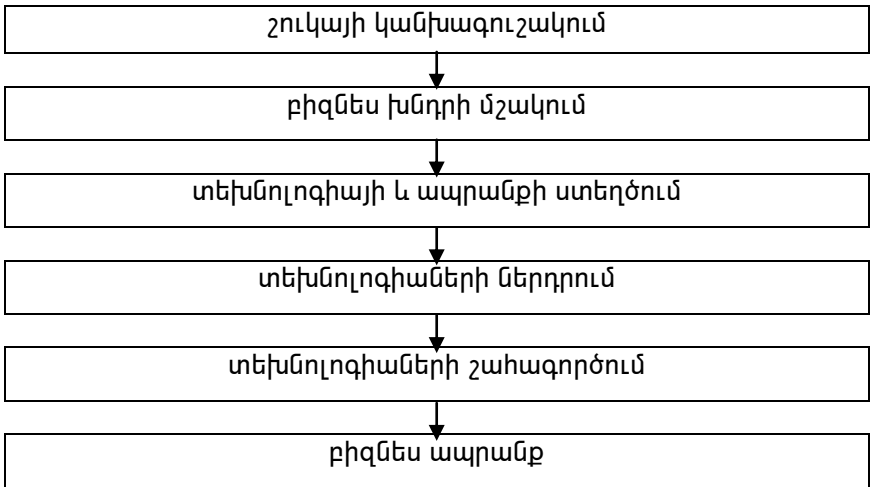 շուկայի կանխագուշակում
բիզնես խնդրի մշակում
տեխնոլոգիայի և ապրանքի ստեղծում
տեխնոլոգիաների ներդրում
տեխնոլոգիաների շահագործում
բիզնես ապրանք